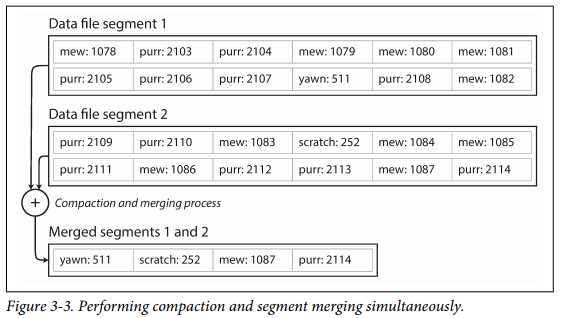 Data file segment 1
mew: 1078 purr: 2103 purr: 2104 mew: 1079 mew: 1080 mew: 1081
purr: 2105 purr: 2106 purr: 2107 yawn: 511 purr: 2108 mew: 1082
Data file segment 2
purr: 2109 purr: 2110 mew: 1083 scratch: 252 mew: 1084 mew: 1085
purr: 2111 mew: 1086 purr: 2112 purr: 2113 mew: 1087 purr: 2114
+ Compaction and merging process
Merged segments 1 and 2
yawn: 511 scratch: 252 mew: 1087 purr: 2114
Figure 3-3. Performing compaction and segment merging simultaneously.